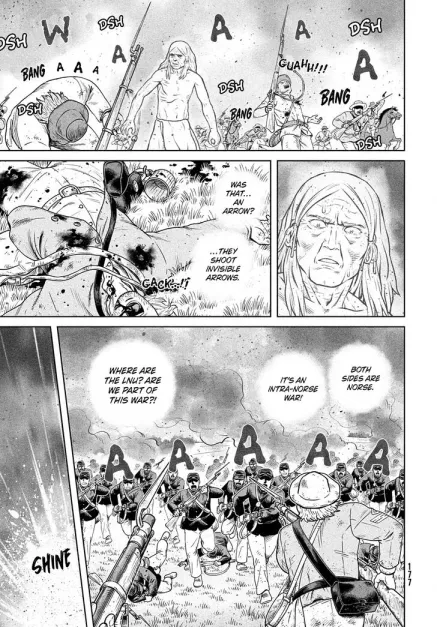 DSH
DSH
W A A A A
DSH
BANG
A A A
GUAHH!!!
DSH
BANG
BANG
DSH
DSH
WAS
THAT...
AN
ARROW?
...THEY
SHOOT
INVISIBLE
ARROWS.
GACK...!!
BOTH
SIDES ARE
NORSE.
IT'S AN
INTRA-NORSE
WAR!
WHERE ARE
THE LNU? ARE
WE PART OF
THIS WAR?!
A A A A A
SHINE
177